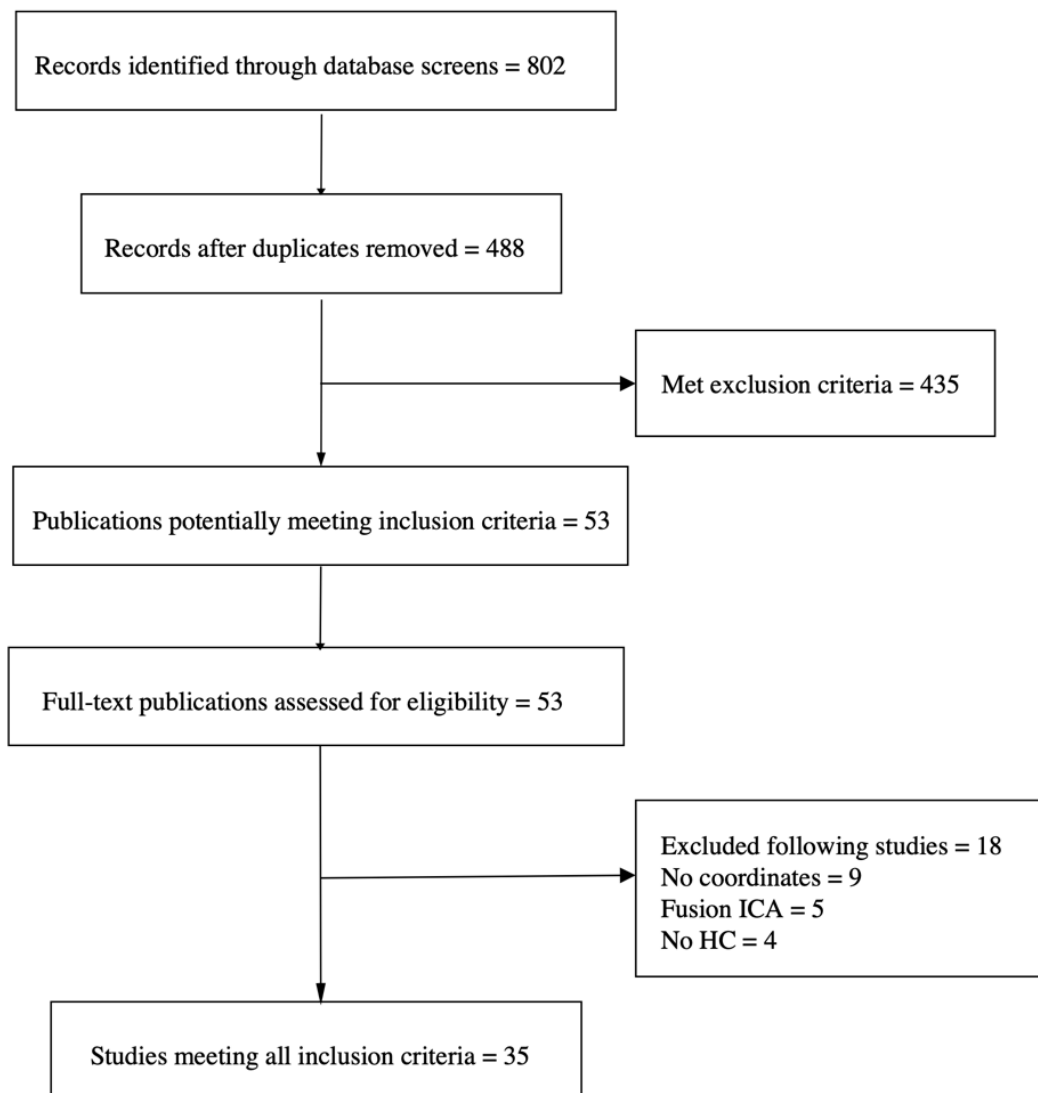 Records identified through database screens = 802
Records after duplicates removed = 488
Met exclusion criteria = 435
Publications potentially meeting inclusion criteria = 53
Full-text publications assessed for eligibility = 53
Excluded following studies = 18
No coordinates = 9
Fusion ICA = 5
No HC = 4
Studies meeting all inclusion criteria = 35